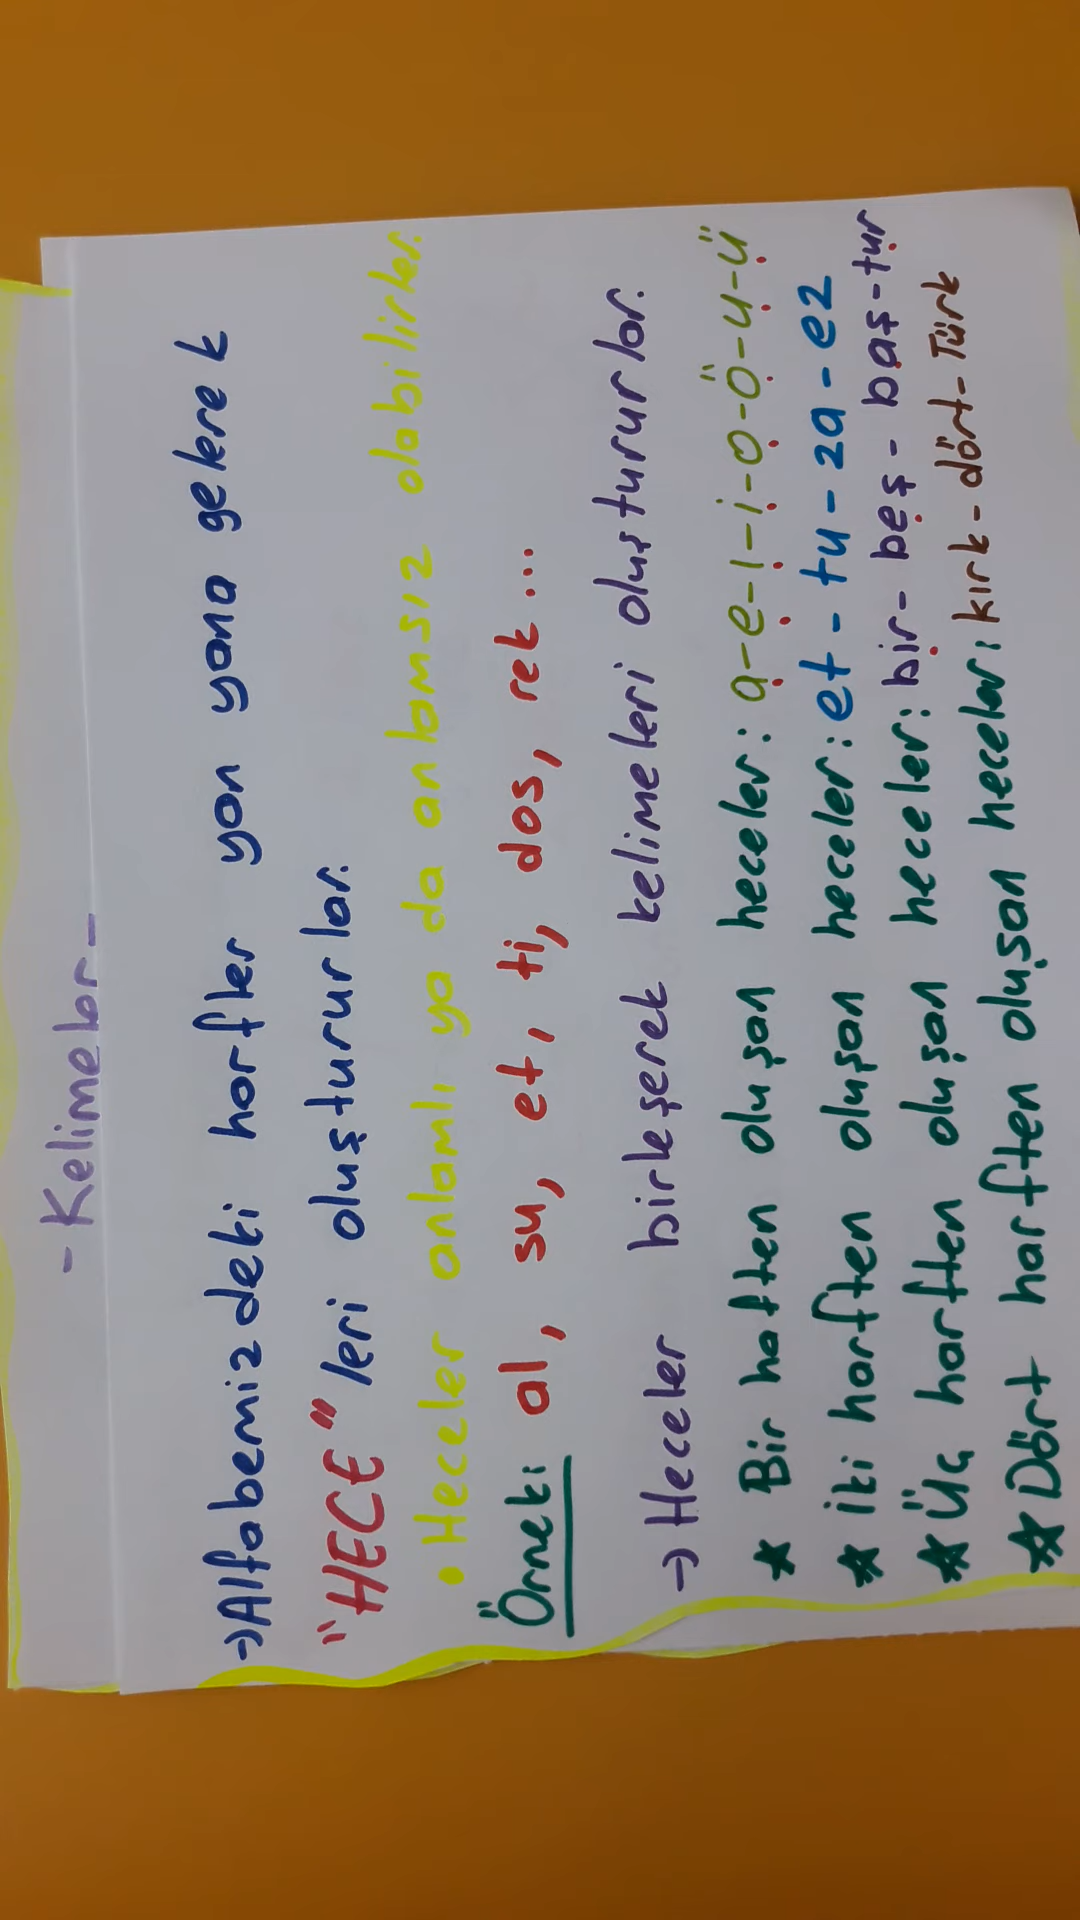 - Kelimeler -
→ Alfabemizdeki harfler yan yana gelerek
"HECE" leri oluştururlar.
• Heceler anlamlı ya da anlamsız olabilirler.
Örnek: al, su, et, ti, dos, rek...
→ Heceler birleşerek kelimeleri oluştururlar.
* Bir haften oluşan heceler: a-e-ı-i-o-ö-u-ü
* İki harften oluşan heceler: et - tu - za - ez
* Üç harften oluşan heceler: bir - beş - baş - tur
* Dört harften oluşan heceler: kırk - dört - Türk